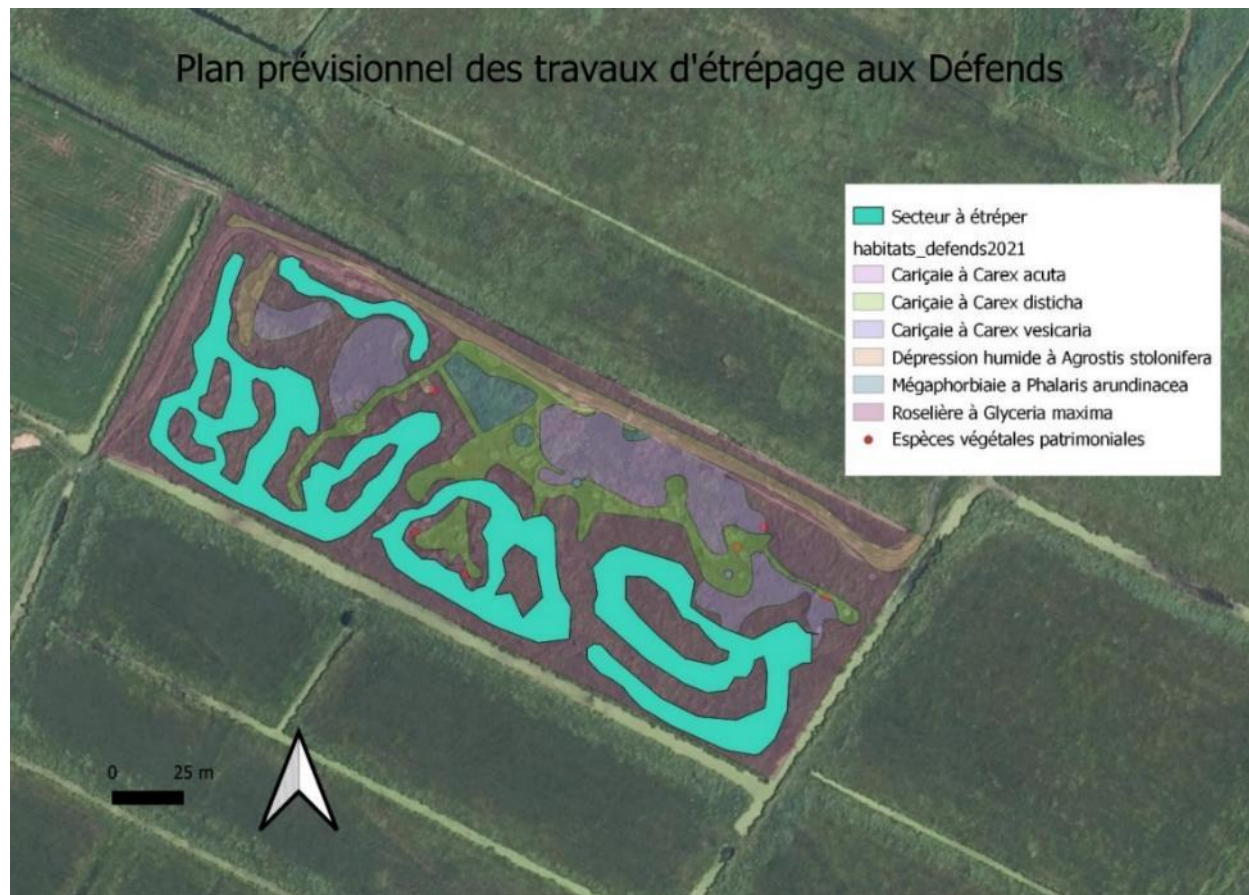 Plan prévisionnel des travaux d'étrépage aux Défends
Secteur à étréper
habitats_defends2021
Cariçaie à Carex acuta
Cariçaie à Carex disticha
Cariçaie à Carex vesicaria
Dépression humide à Agrostis stolonifera
Mégaphorbiaie a Phalaris arundinacea
Roselière à Glyceria maxima
Espèces végétales patrimoniales
0 25 m